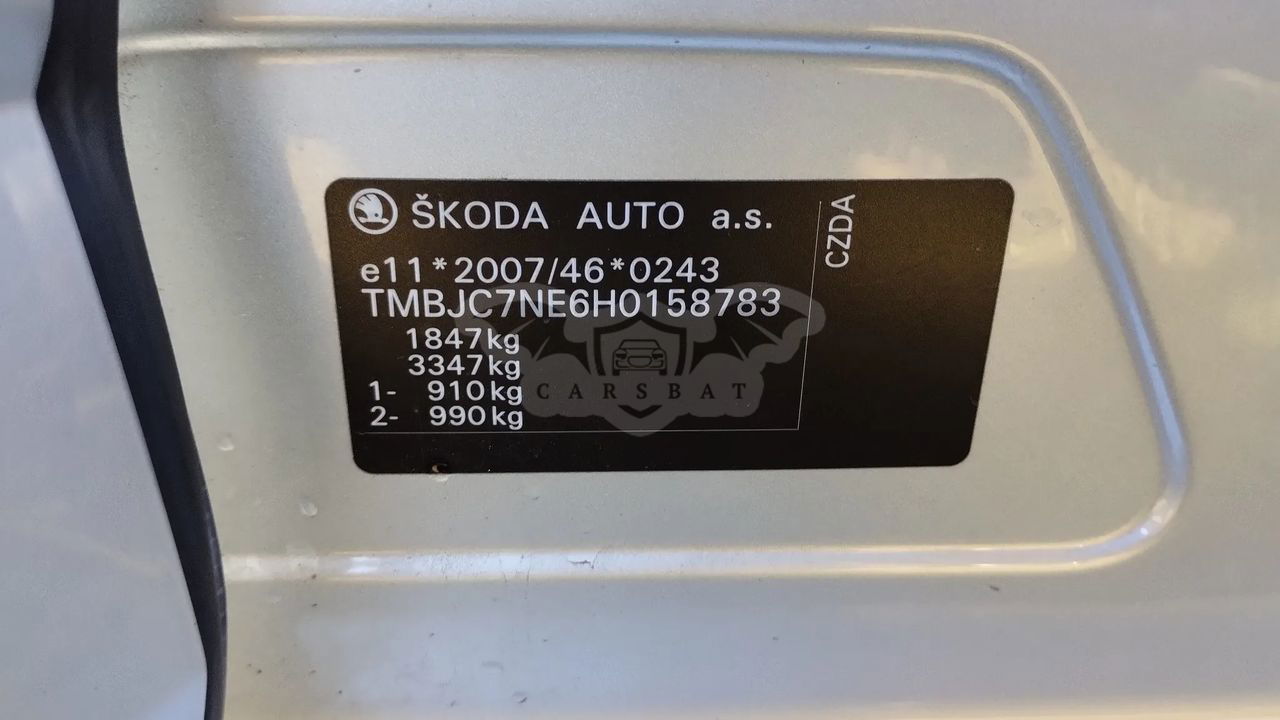 ŠKODA AUTO a.s.
e11*2007/46*0243
TMBJC7NE6H0158783
1847kg
3347kg
1- 910kg
2- 990kg
CZDA
CARSBAT